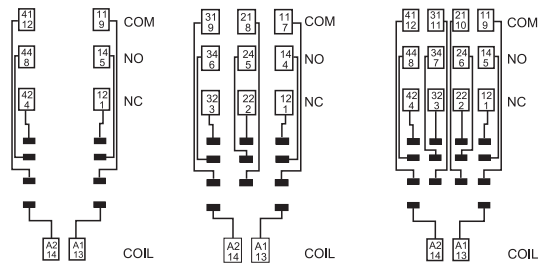 41 11 COM
12 9
44 14 NO
8 5
42 12 NC
4 1
A2 A1 COIL
14 13
31 21 11 COM
9 8 7
34 24 14 NO
6 5 4
32 22 12 NC
3 2 1
A2 A1 COIL
14 13
41 31 21 11 COM
12 11 10 9
44 34 24 14 NO
8 7 6 5
42 32 22 12 NC
4 3 2 1
A2 A1 COIL
14 13